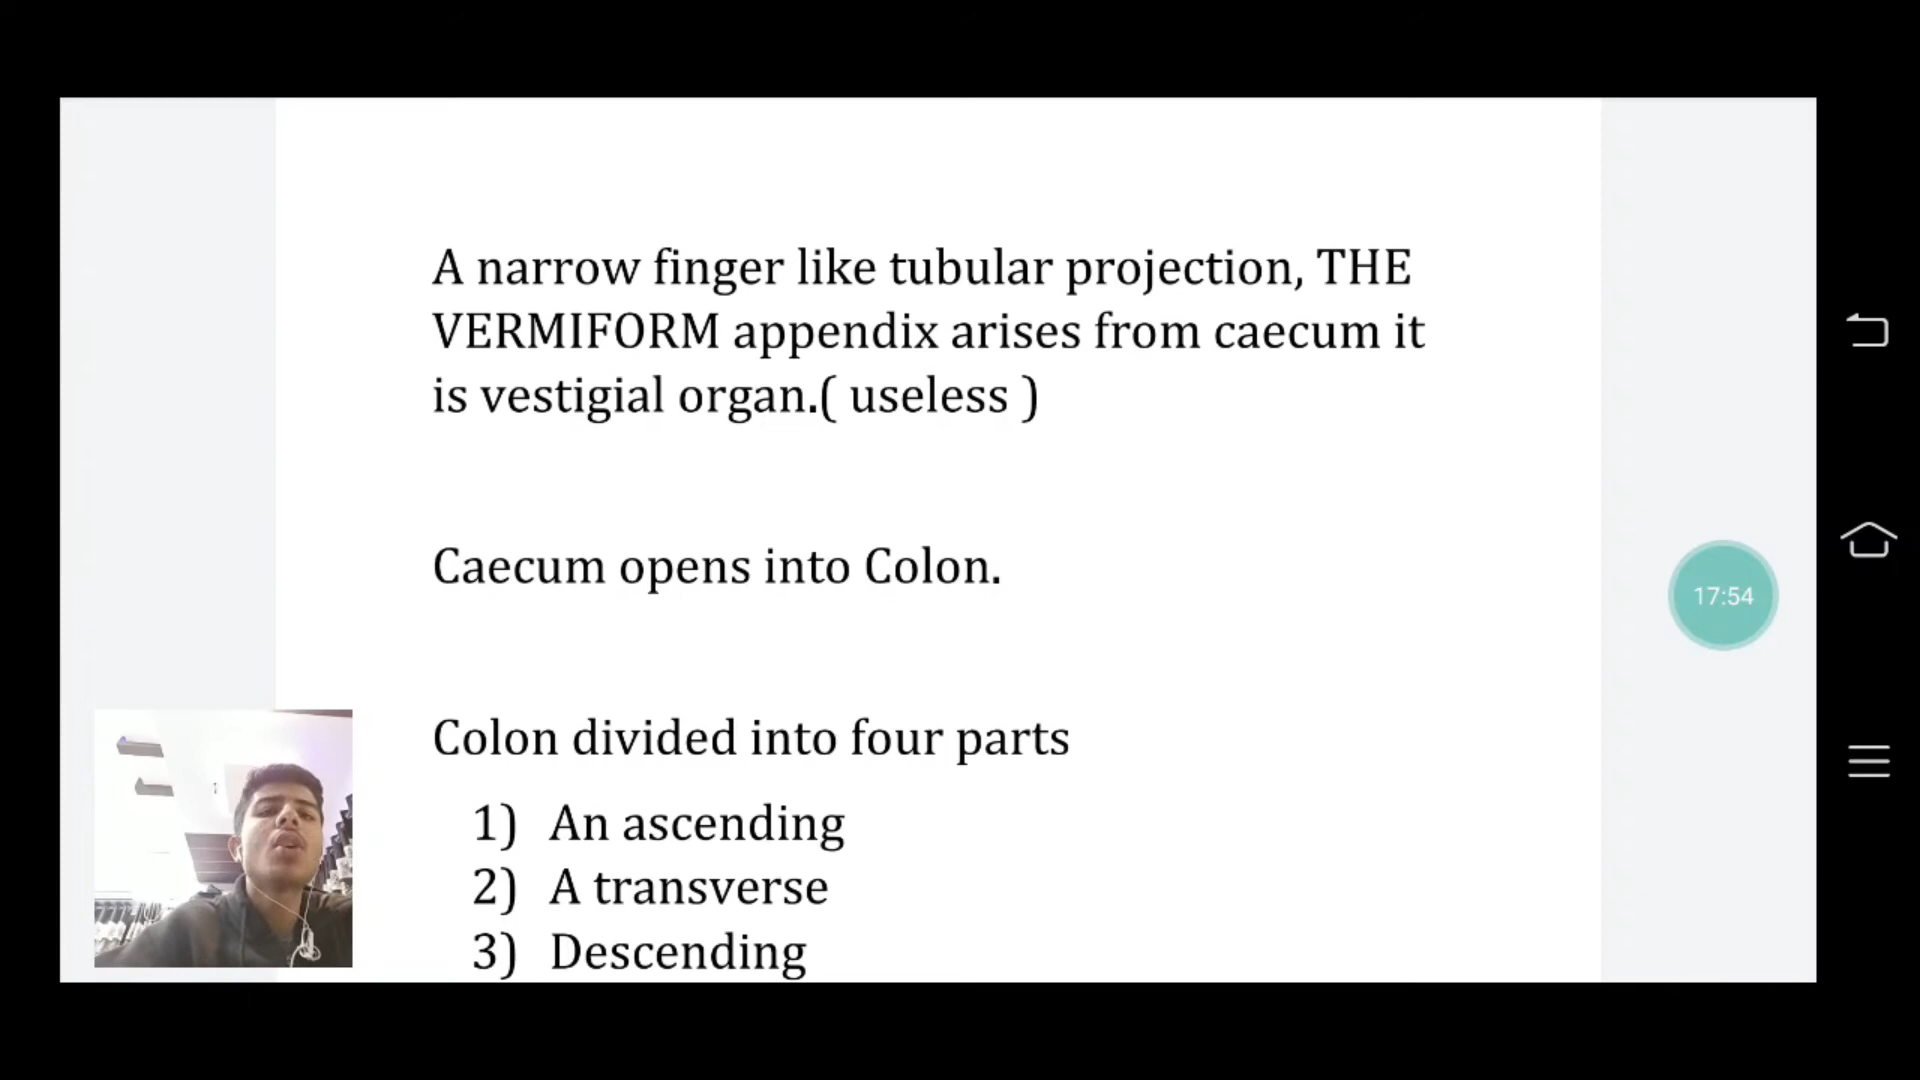 A narrow finger like tubular projection, THE
VERMIFORM appendix arises from caecum it
is vestigial organ.( useless )
Caecum opens into Colon.
17:54
Colon divided into four parts
1) An ascending
2) A transverse
3) Descending